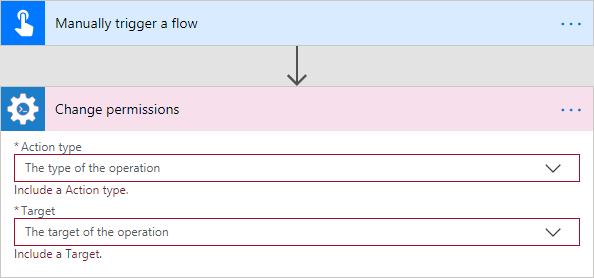 Manually trigger a flow
Change permissions
* Action type
The type of the operation
Include a Action type.
* Target
The target of the operation
Include a Target.